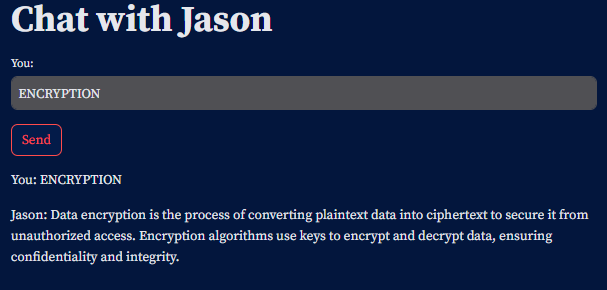 Chat with Jason
You:
ENCRYPTION
Send
You: ENCRYPTION
Jason: Data encryption is the process of converting plaintext data into ciphertext to secure it from
unauthorized access. Encryption algorithms use keys to encrypt and decrypt data, ensuring
confidentiality and integrity.